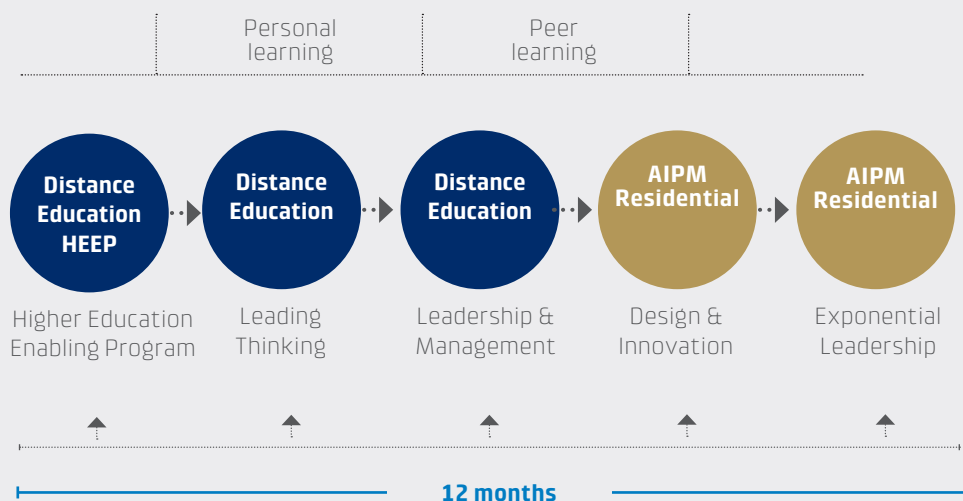 Personal
learning
Peer
learning
Distance
Education
HEEP
Distance
Education
Distance
Education
AIPM
Residential
AIPM
Residential
Higher Education
Enabling Program
Leading
Thinking
Leadership &
Management
Design &
Innovation
Exponential
Leadership
12 months